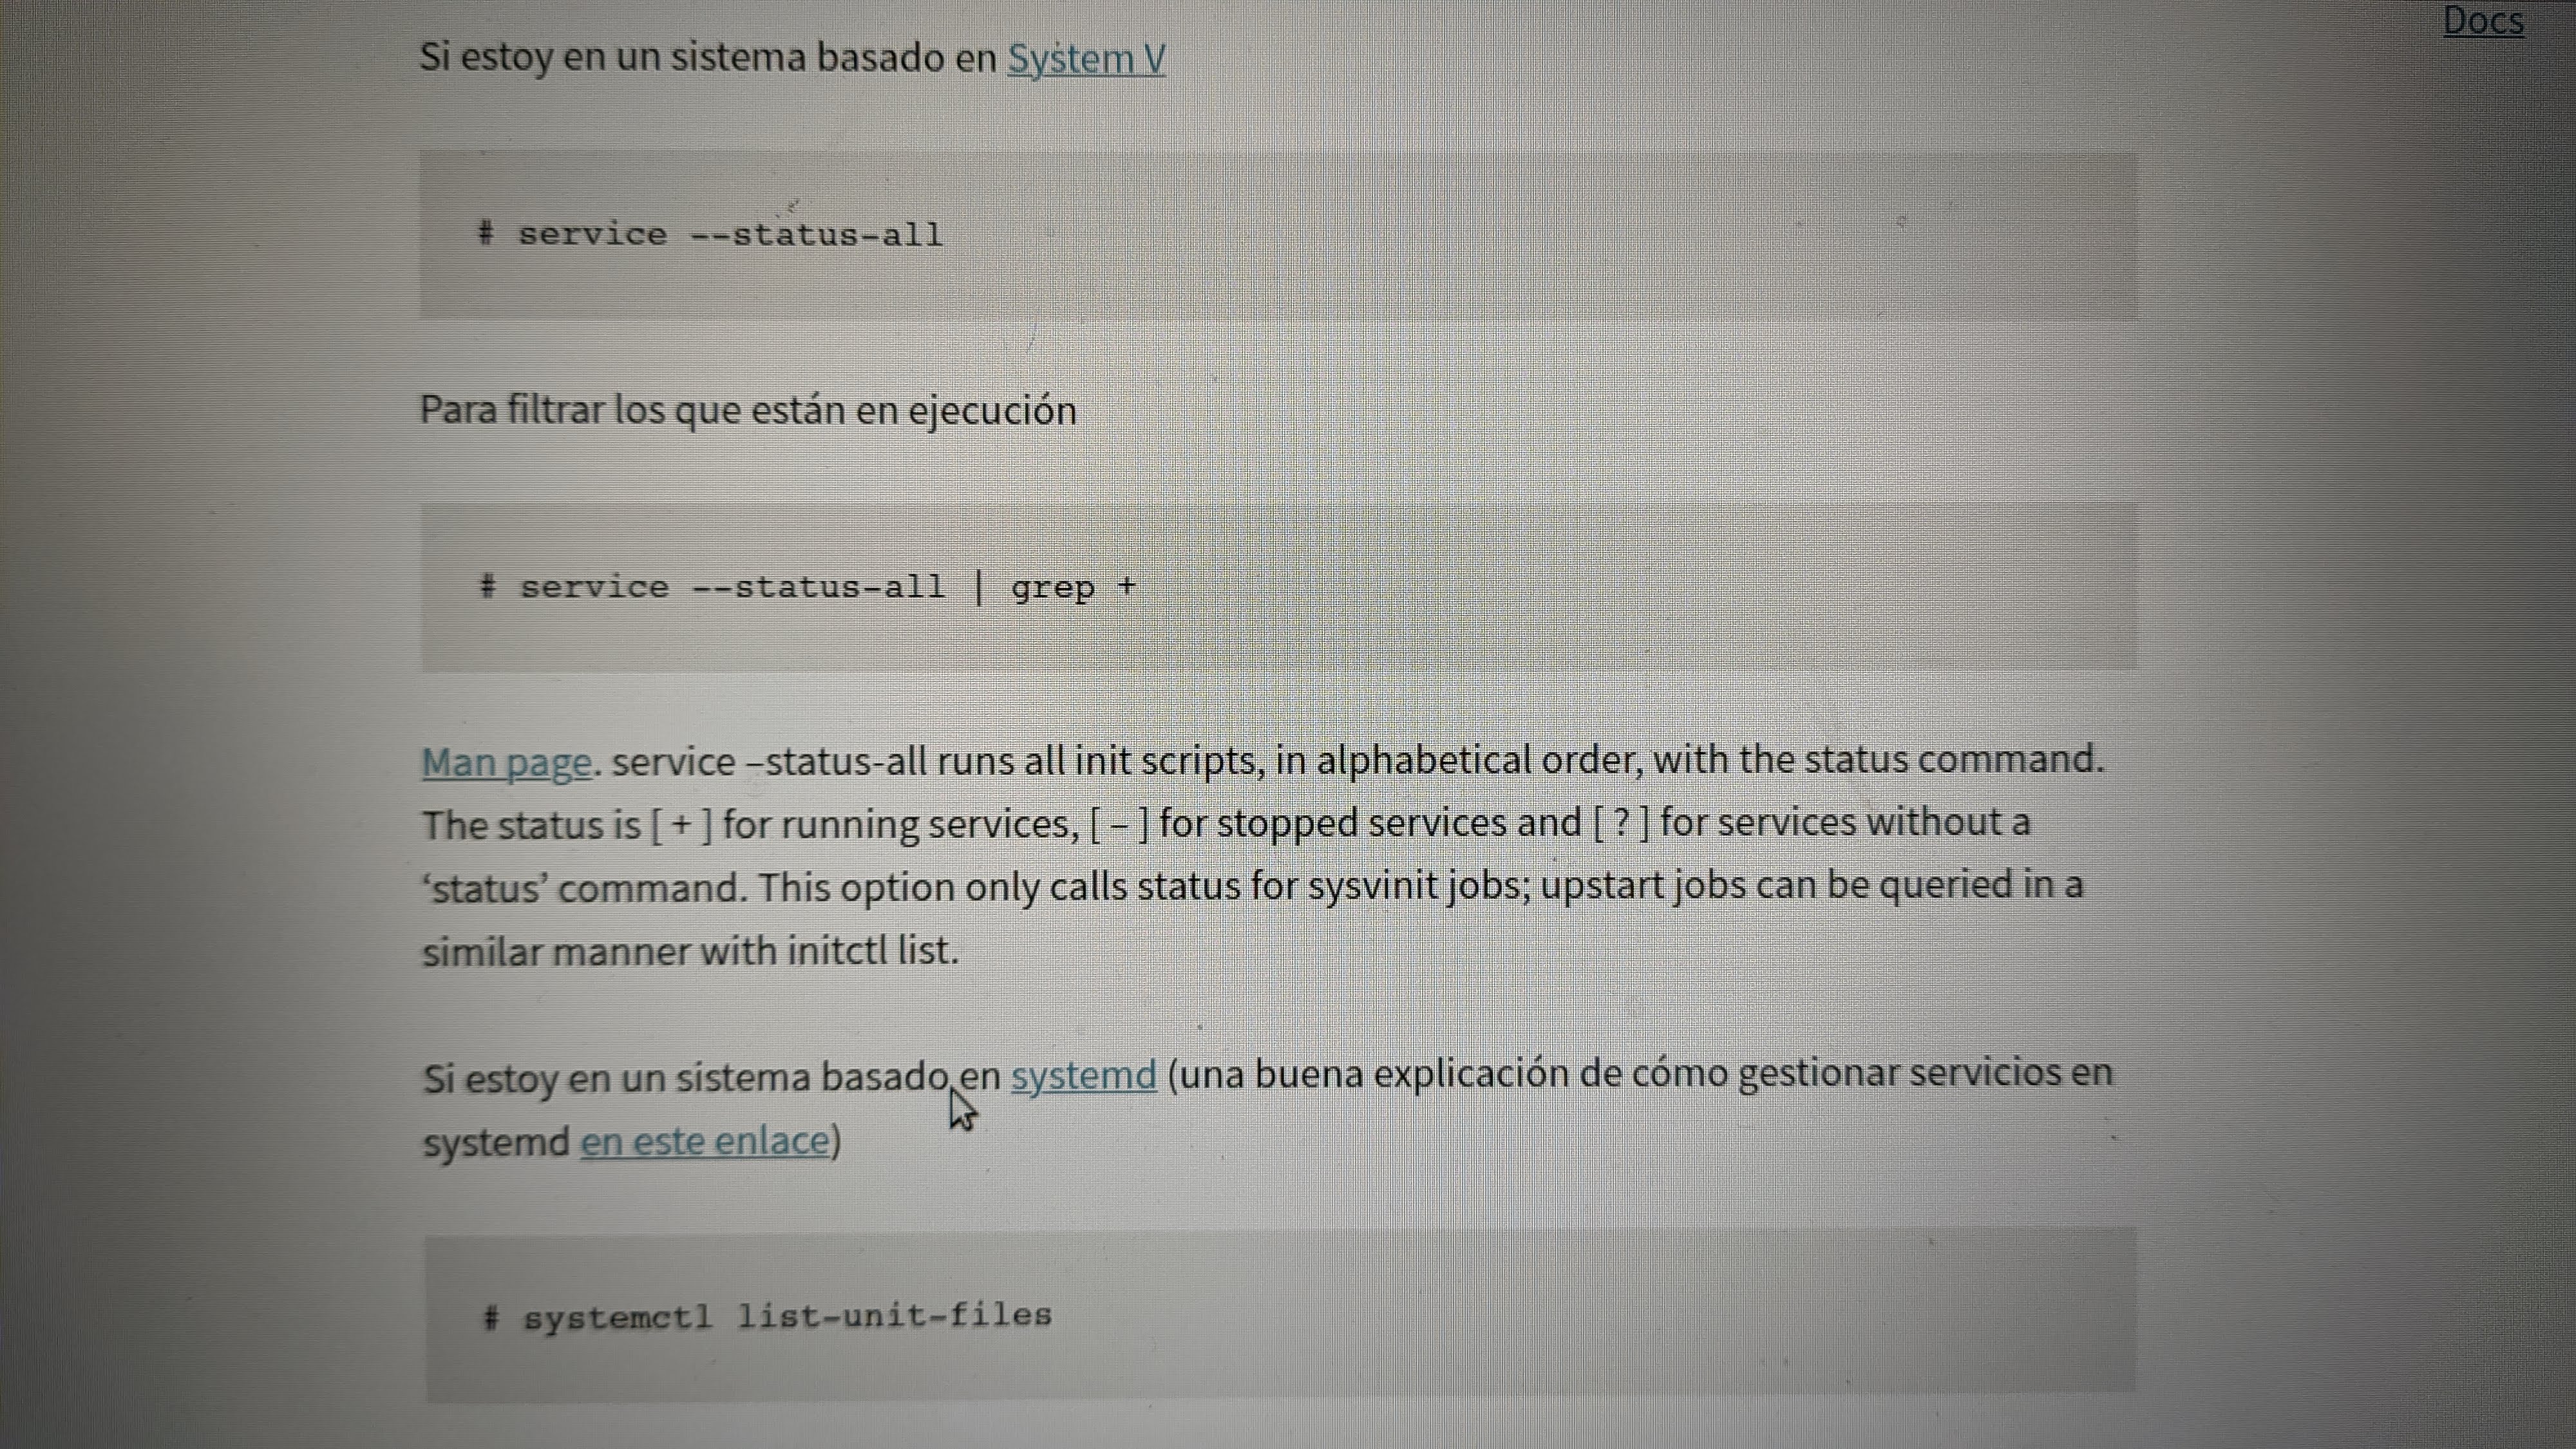 Docs
Si estoy en un sistema basado en System V
# service --status-all
Para filtrar los que están en ejecución
# service --status-all | grep +
Man page. service –status-all runs all init scripts, in alphabetical order, with the status command.
The status is [ + ] for running services, [ – ] for stopped services and [ ? ] for services without a
‘status’ command. This option only calls status for sysvinit jobs; upstart jobs can be queried in a
similar manner with initctl list.
Si estoy en un sistema basado en systemd (una buena explicación de cómo gestionar servicios en
systemd en este enlace)
# systemctl list-unit-files